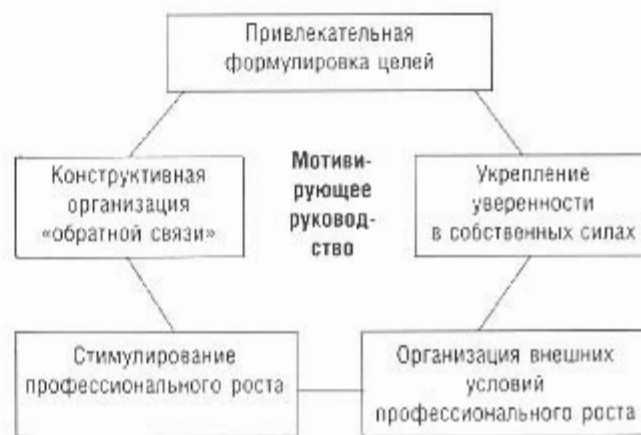 Привлекательная
формулировка целей
Конструктивная
организация
«обратной связи»
Мотиви-
рующее
руковод-
ство
Укрепление
уверенности
в собственных силах
Стимулирование
профессионального роста
Организация внешних
условий
профессионального роста